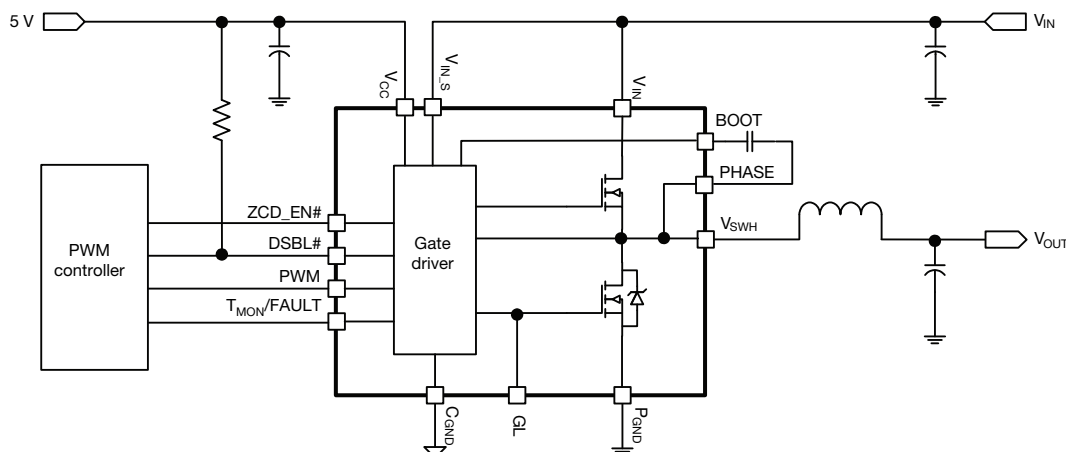 5 V
VIN
VCC
VIN_S
VIN
BOOT
PHASE
ZCD_EN#
VSWH
PWM
controller
DSBL#
Gate
driver
VOUT
PWM
TMON/FAULT
CGND
GL
PGND